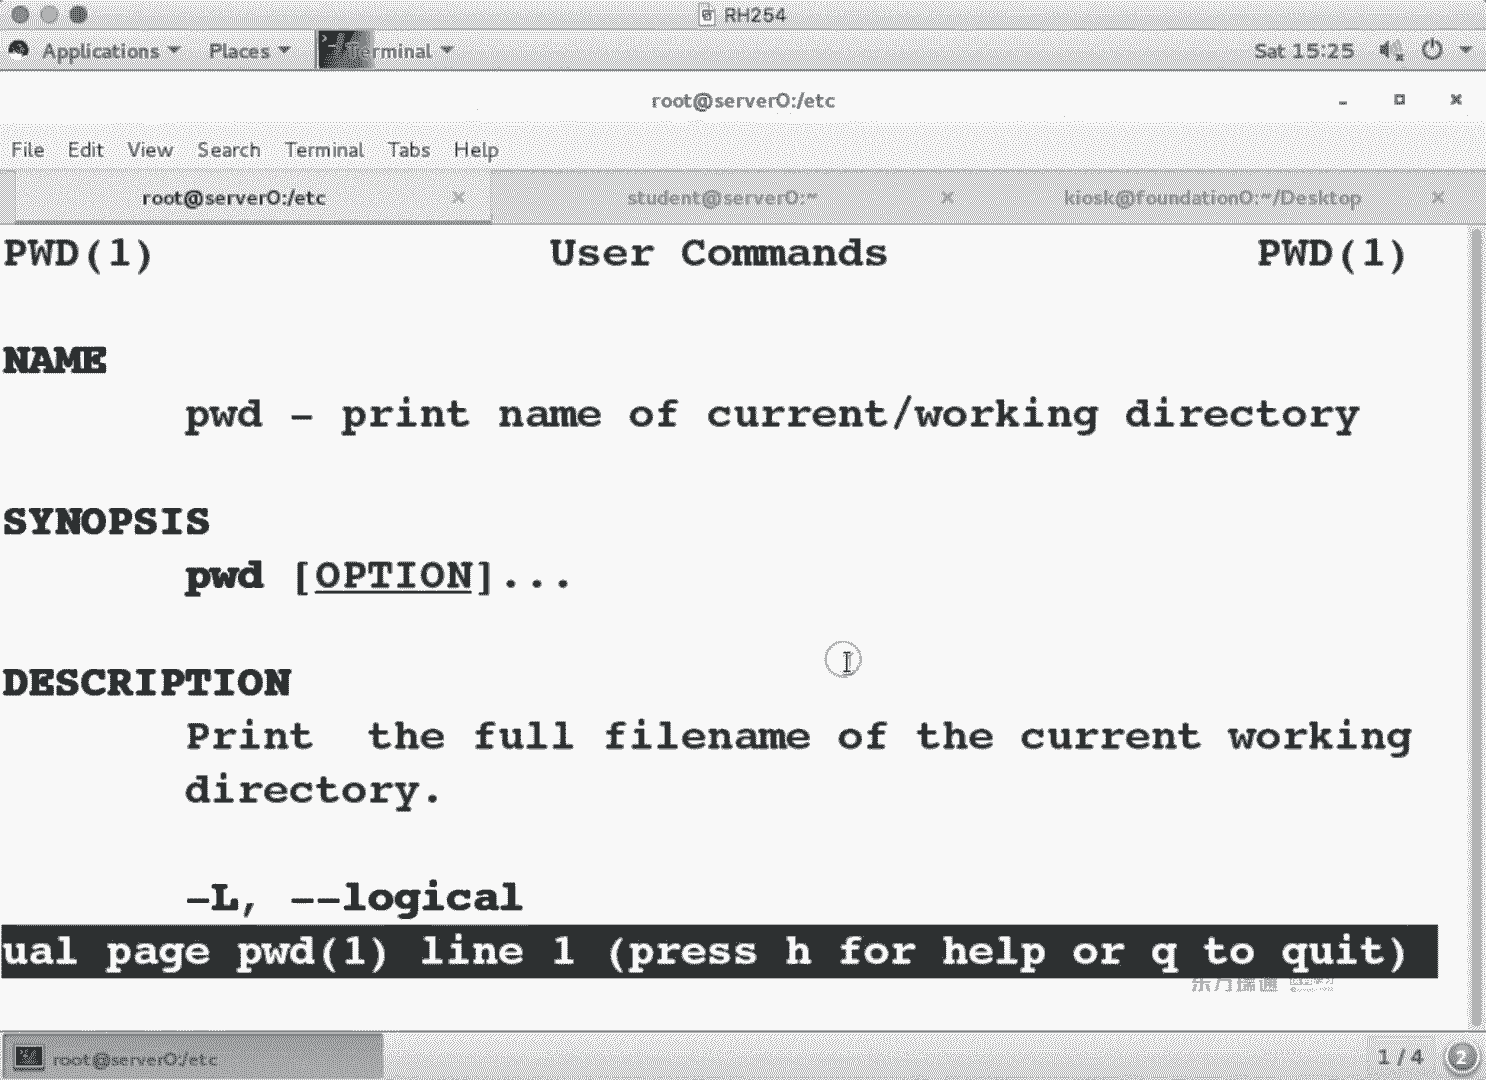 RH254
Applications Places Terminal Sat 15:25
root@server0:/etc
File Edit View Search Terminal Tabs Help
root@server0:/etc student@server0:~ kiosk@foundation0:~/Desktop
PWD(1) User Commands PWD(1)
NAME
pwd - print name of current/working directory
SYNOPSIS
pwd [OPTION]...
DESCRIPTION
Print the full filename of the current working
directory.
-L, --logical
ual page pwd(1) line 1 (press h for help or q to quit)
东方瑞通
root@server0:/etc 1 / 4 2